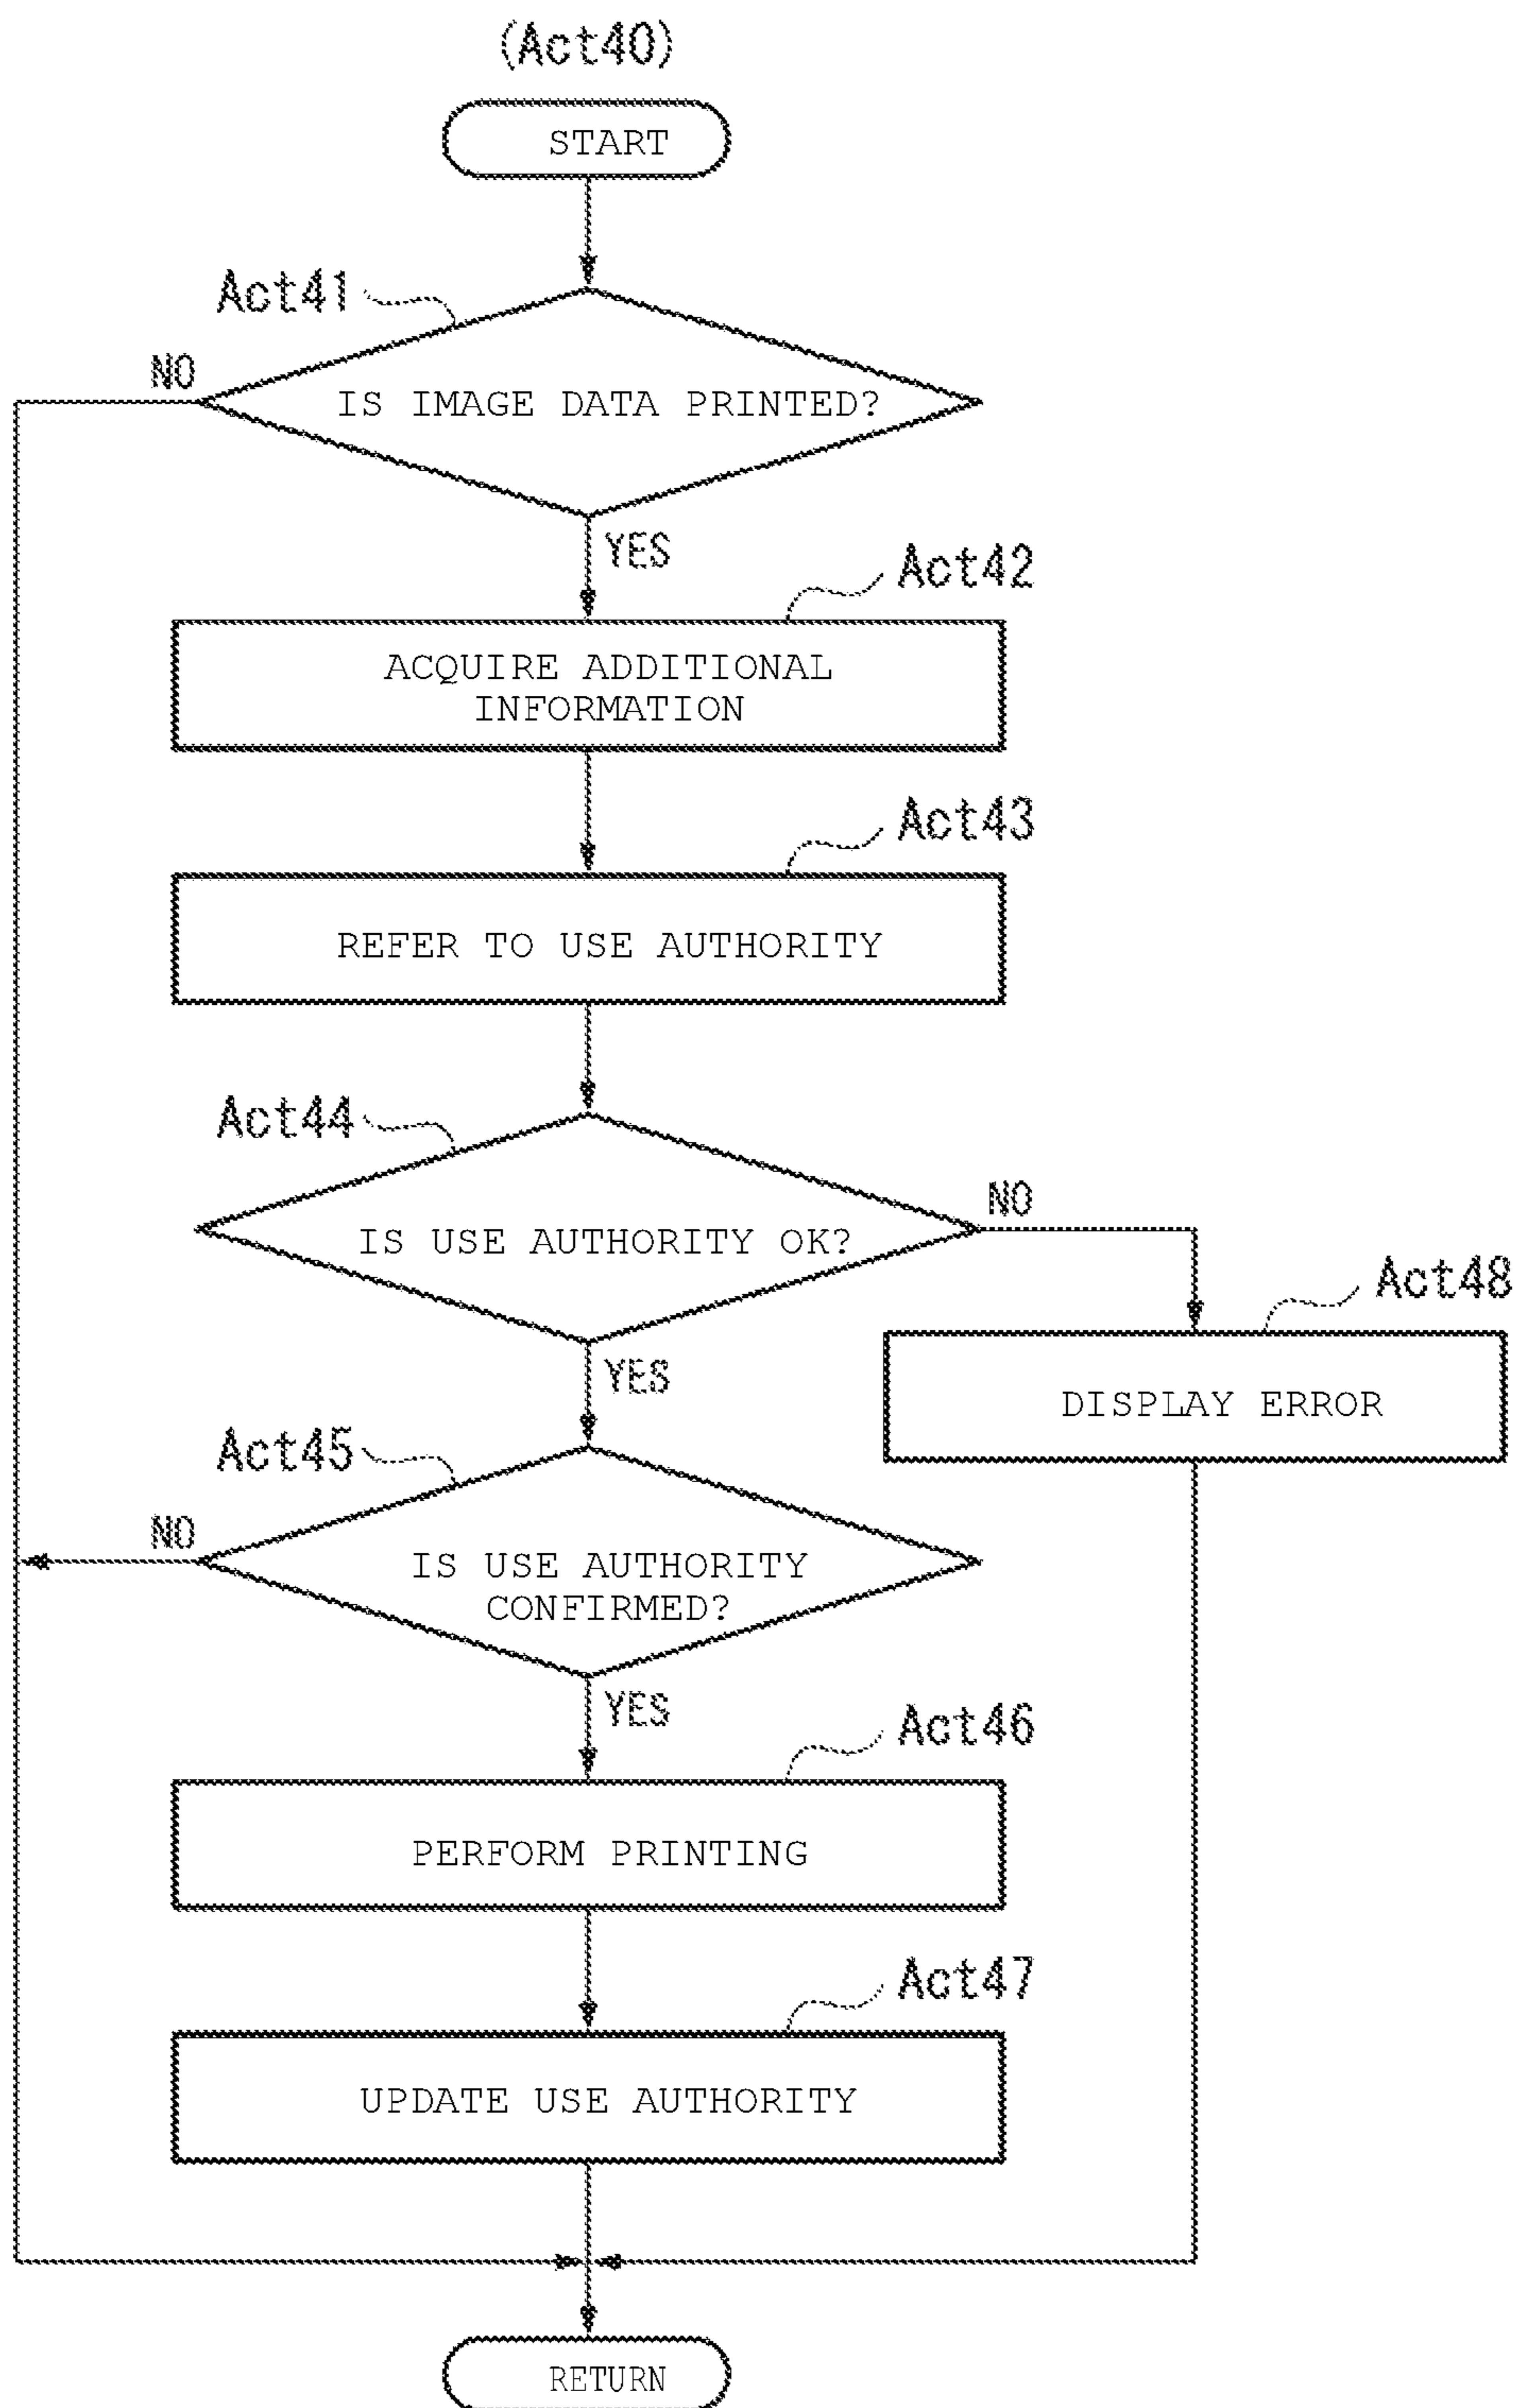 (Act40)
START
Act41
NO
IS IMAGE DATA PRINTED?
YES
Act42
ACQUIRE ADDITIONAL
INFORMATION
Act43
REFER TO USE AUTHORITY
Act44
NO
IS USE AUTHORITY OK?
Act48
YES
DISPLAY ERROR
Act45
NO
IS USE AUTHORITY
CONFIRMED?
YES
Act46
PERFORM PRINTING
Act47
UPDATE USE AUTHORITY
RETURN